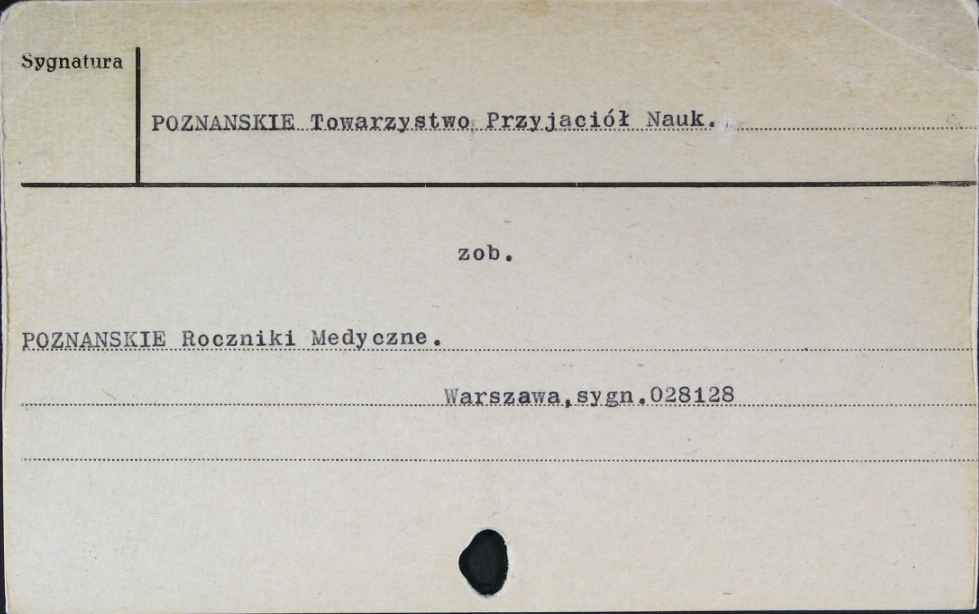 Sygnatura
POZNANSKIE Towarzystwo Przyjaciół Nauk.
zob.
POZNANSKIE Roczniki Medyczne.
Warszawa,sygn.028128